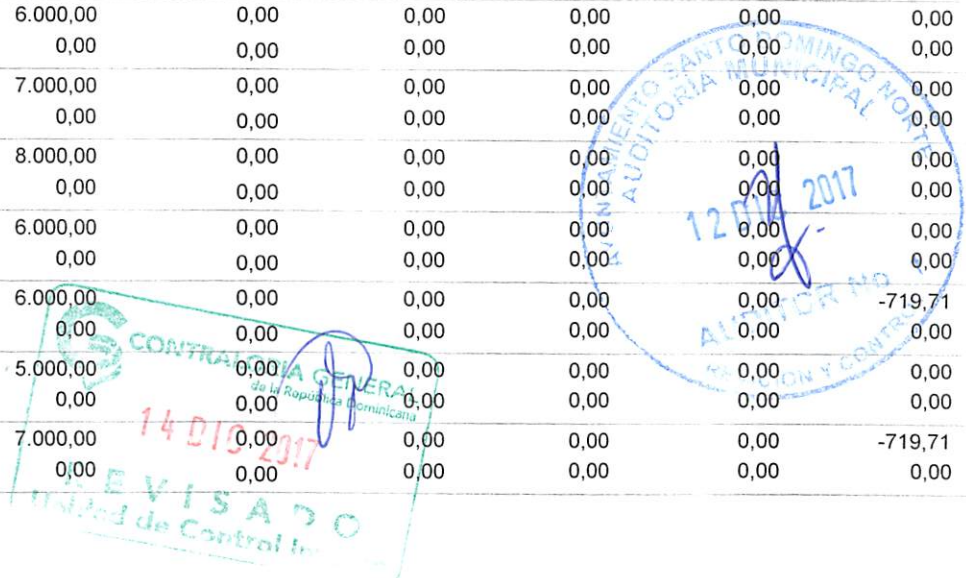 6.000,00 0,00 0,00 0,00 0,00 0,00
0,00 0,00 0,00 0,00 0,00 0,00
7.000,00 0,00 0,00 0,00 0,00 0,00
0,00 0,00 0,00 0,00 0,00 0,00
8.000,00 0,00 0,00 0,00 0,00 0,00
0,00 0,00 0,00 0,00 0,00 0,00
6.000,00 0,00 0,00 0,00 0,00 0,00
0,00 0,00 0,00 0,00 0,00 0,00
6.000,00 0,00 0,00 0,00 0,00 -719,71
0,00 0,00 0,00 0,00 0,00 0,00
5.000,00 0,00 0,00 0,00 0,00 0,00
0,00 0,00 0,00 0,00 0,00 0,00
7.000,00 0,00 0,00 0,00 0,00 -719,71
0,00 0,00 0,00 0,00 0,00 0,00
AYUNTAMIENTO SANTO DOMINGO NORTE
AUDITORIA MUNICIPAL
12 2017
AUDITOR No
Y CONTROL
CONTRALORIA GENERAL
de la República Dominicana
14 DIC 2017
REVISADO
Unidad de Control